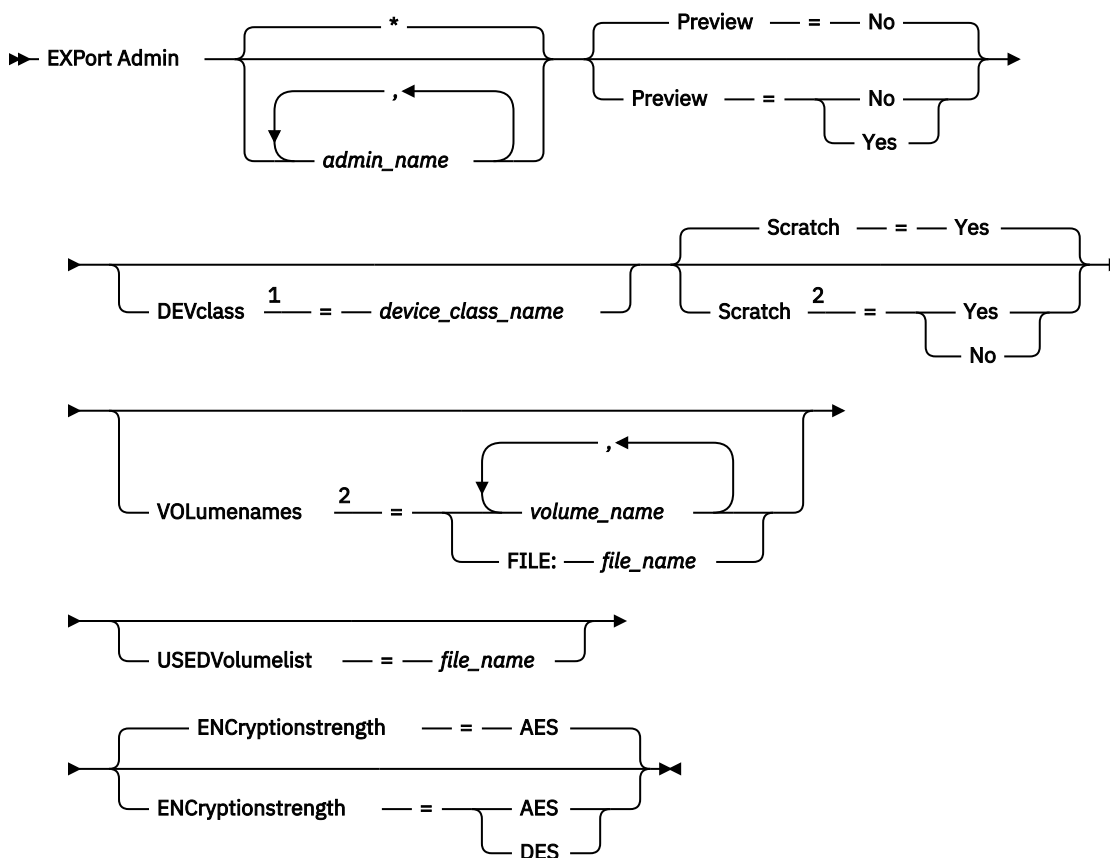 *
Preview = No
EXPort Admin
,
Preview = No
Yes
admin_name
Scratch = Yes
DEVclass 1 = device_class_name
Scratch 2 = Yes
No
,
VOLumenames 2 = volume_name
FILE: file_name
USEDVolumelist = file_name
ENCryptionstrength = AES
ENCryptionstrength = AES
DES